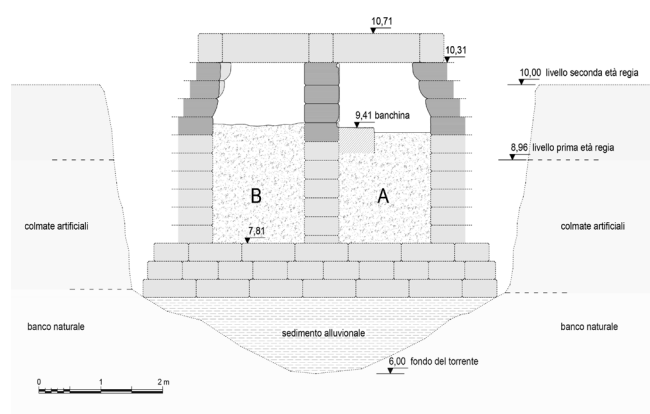 10,71
10,31
10,00 livello seconda età regia
9,41 banchina
8,96 livello prima età regia
B
A
colmate artificiali
colmate artificiali
7,81
banco naturale
banco naturale
sedimento alluvionale
6,00 fondo del torrente
0 1 2 m